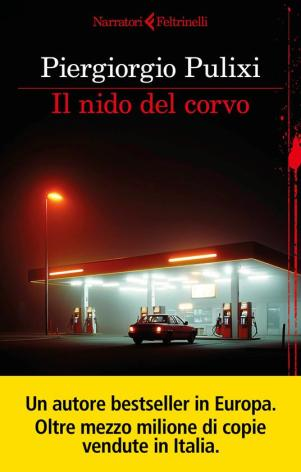 Narratori Feltrinelli
Piergiorgio Pulixi
Il nido del corvo
Un autore bestseller in Europa.
Oltre mezzo milione di copie
vendute in Italia.